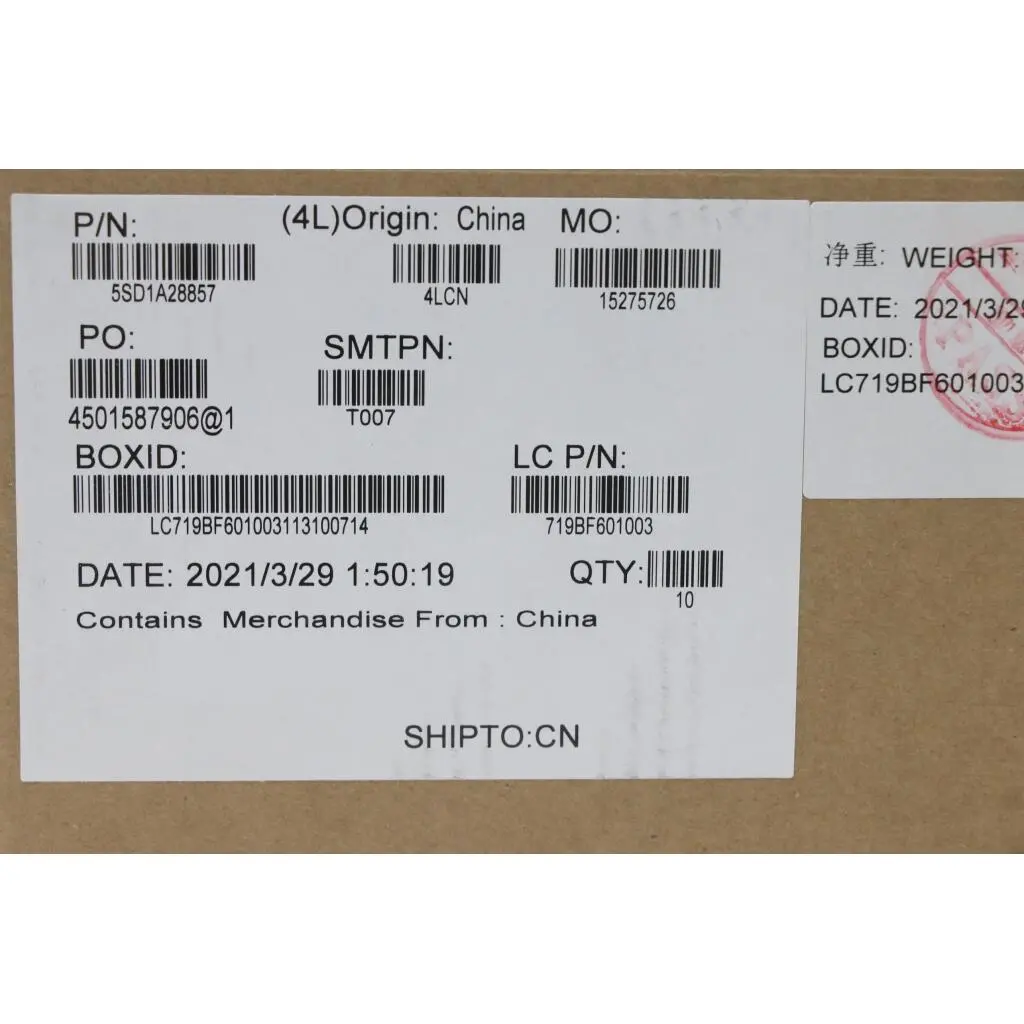 P/N: (4L)Origin: China MO:
5SD1A28857 4LCN 15275726
PO: SMTPN:
4501587906@1 T007
BOXID: LC P/N:
LC719BF601003113100714 719BF601003
DATE: 2021/3/29 1:50:19 QTY:
10
Contains Merchandise From : China
SHIPTO:CN
净重: WEIGHT:
DATE: 2021/3/29
BOXID:
LC719BF601003